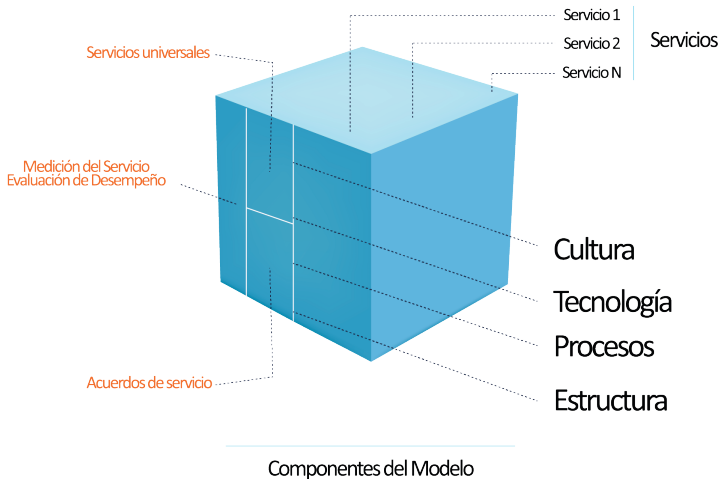 Servicio 1
Servicio 2
Servicio N
Servicios
Servicios universales
Medición del Servicio
Evaluación de Desempeño
Cultura
Tecnología
Procesos
Acuerdos de servicio
Estructura
Componentes del Modelo